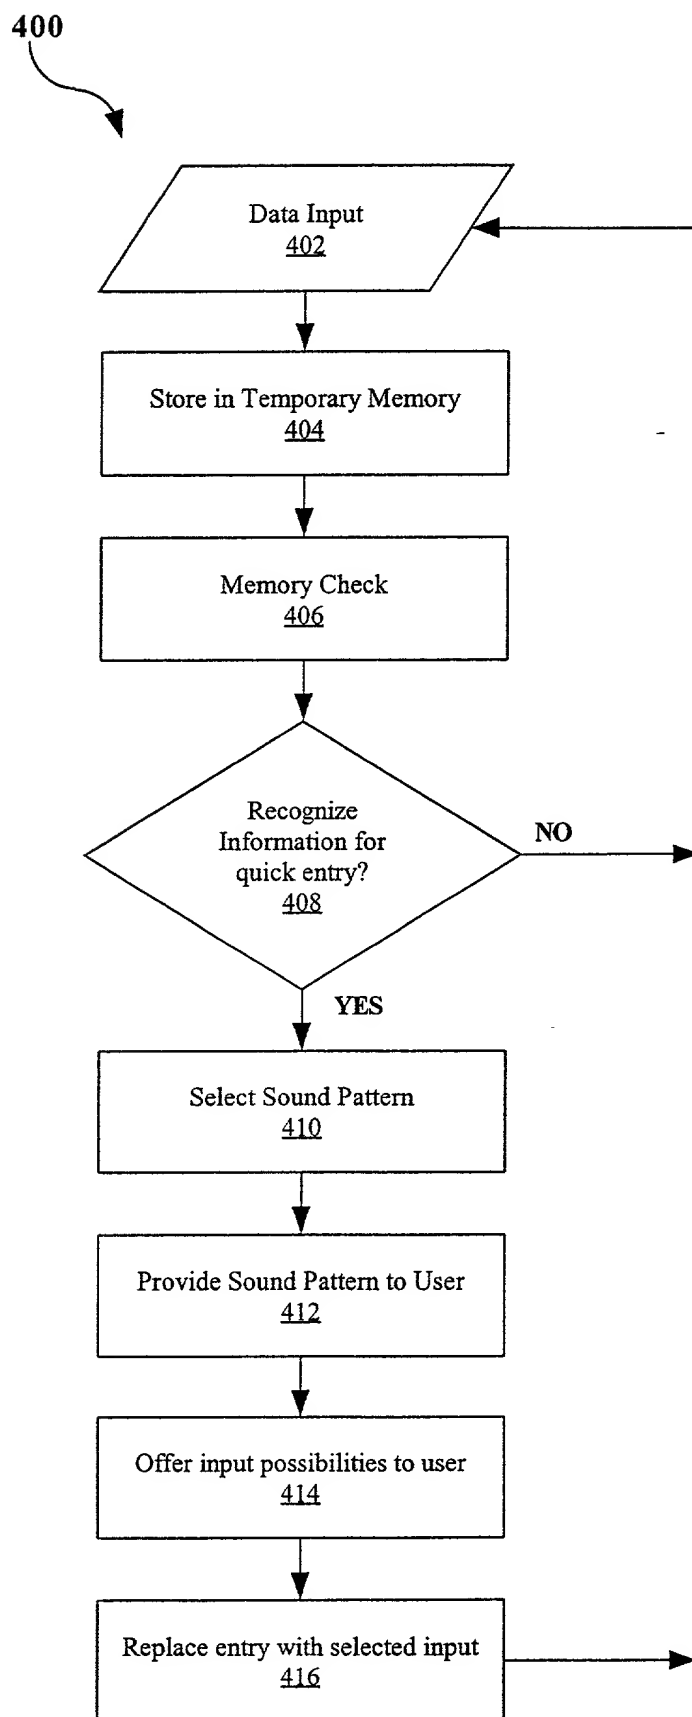 400
Data Input
402
Store in Temporary Memory
404
Memory Check
406
Recognize
Information for
quick entry?
408
NO
YES
Select Sound Pattern
410
Provide Sound Pattern to User
412
Offer input possibilities to user
414
Replace entry with selected input
416